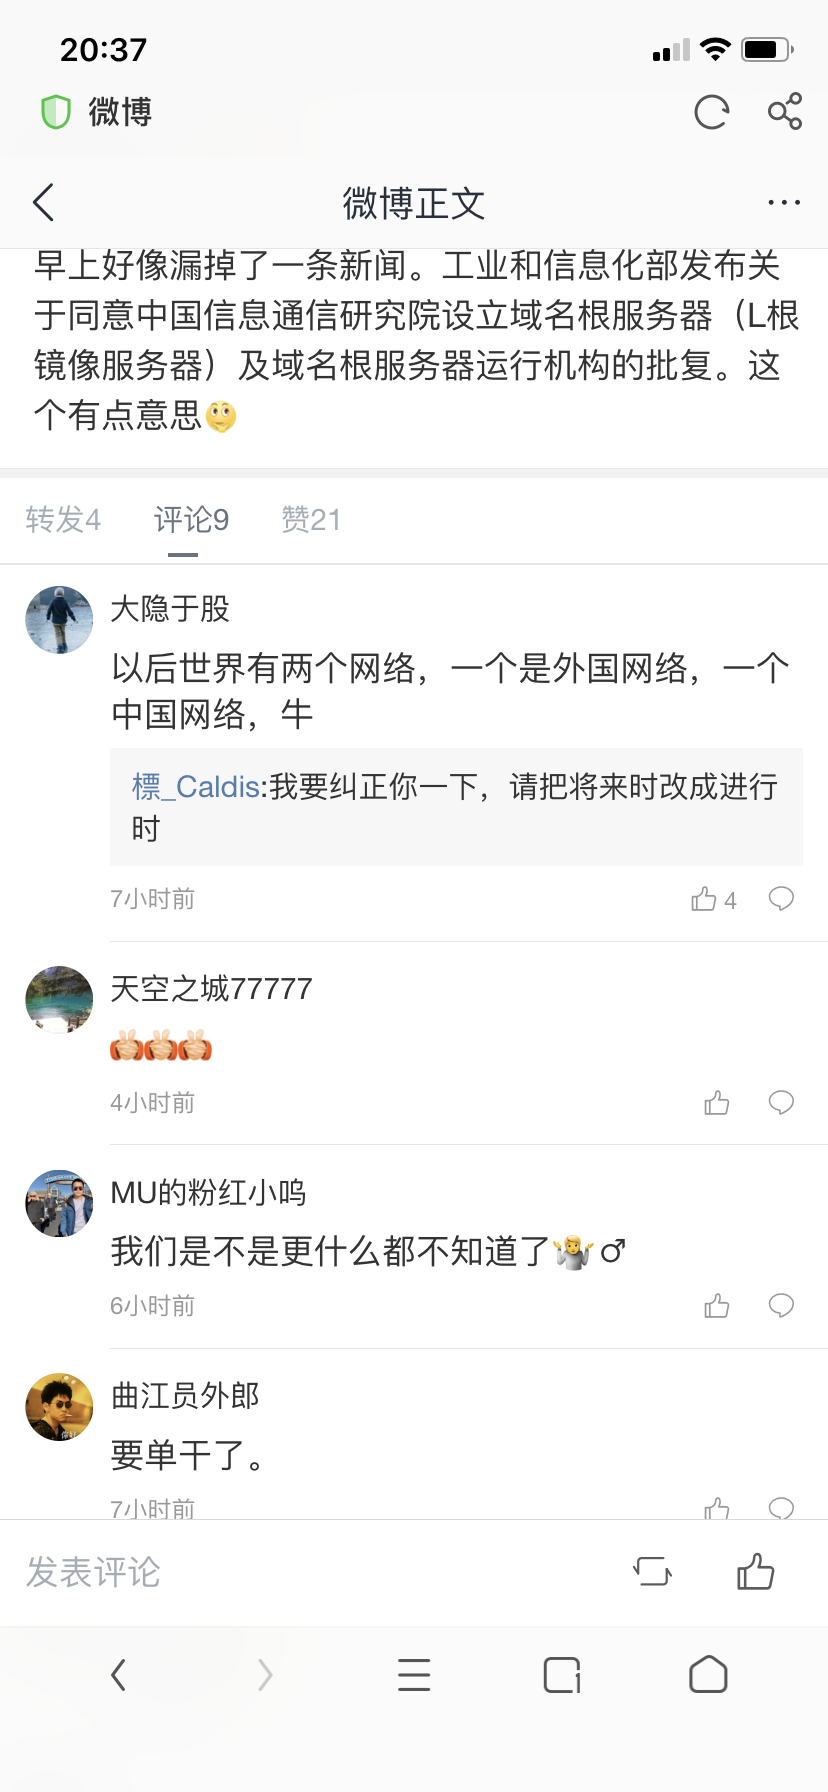 20:37
微博
微博正文
早上好像漏掉了一条新闻。工业和信息化部发布关
于同意中国信息通信研究院设立域名根服务器（L根
镜像服务器）及域名根服务器运行机构的批复。这
个有点意思
转发4 评论9 赞21
大隐于股
以后世界有两个网络，一个是外国网络，一个
中国网络，牛
標_Caldis:我要纠正你一下，请把将来时改成进行
时
7小时前 4
天空之城77777
4小时前
MU的粉红小呜
我们是不是更什么都不知道了🤷♂
6小时前
曲江员外郎
要单干了。
7小时前
发表评论
1